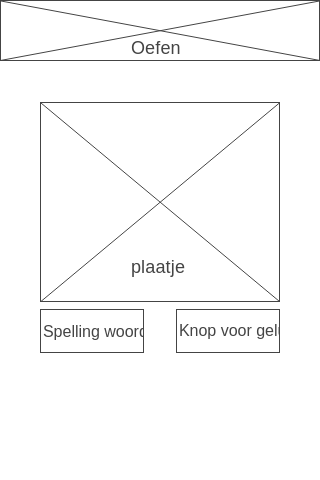 Oefen
plaatje
Spelling woord
Knop voor gel